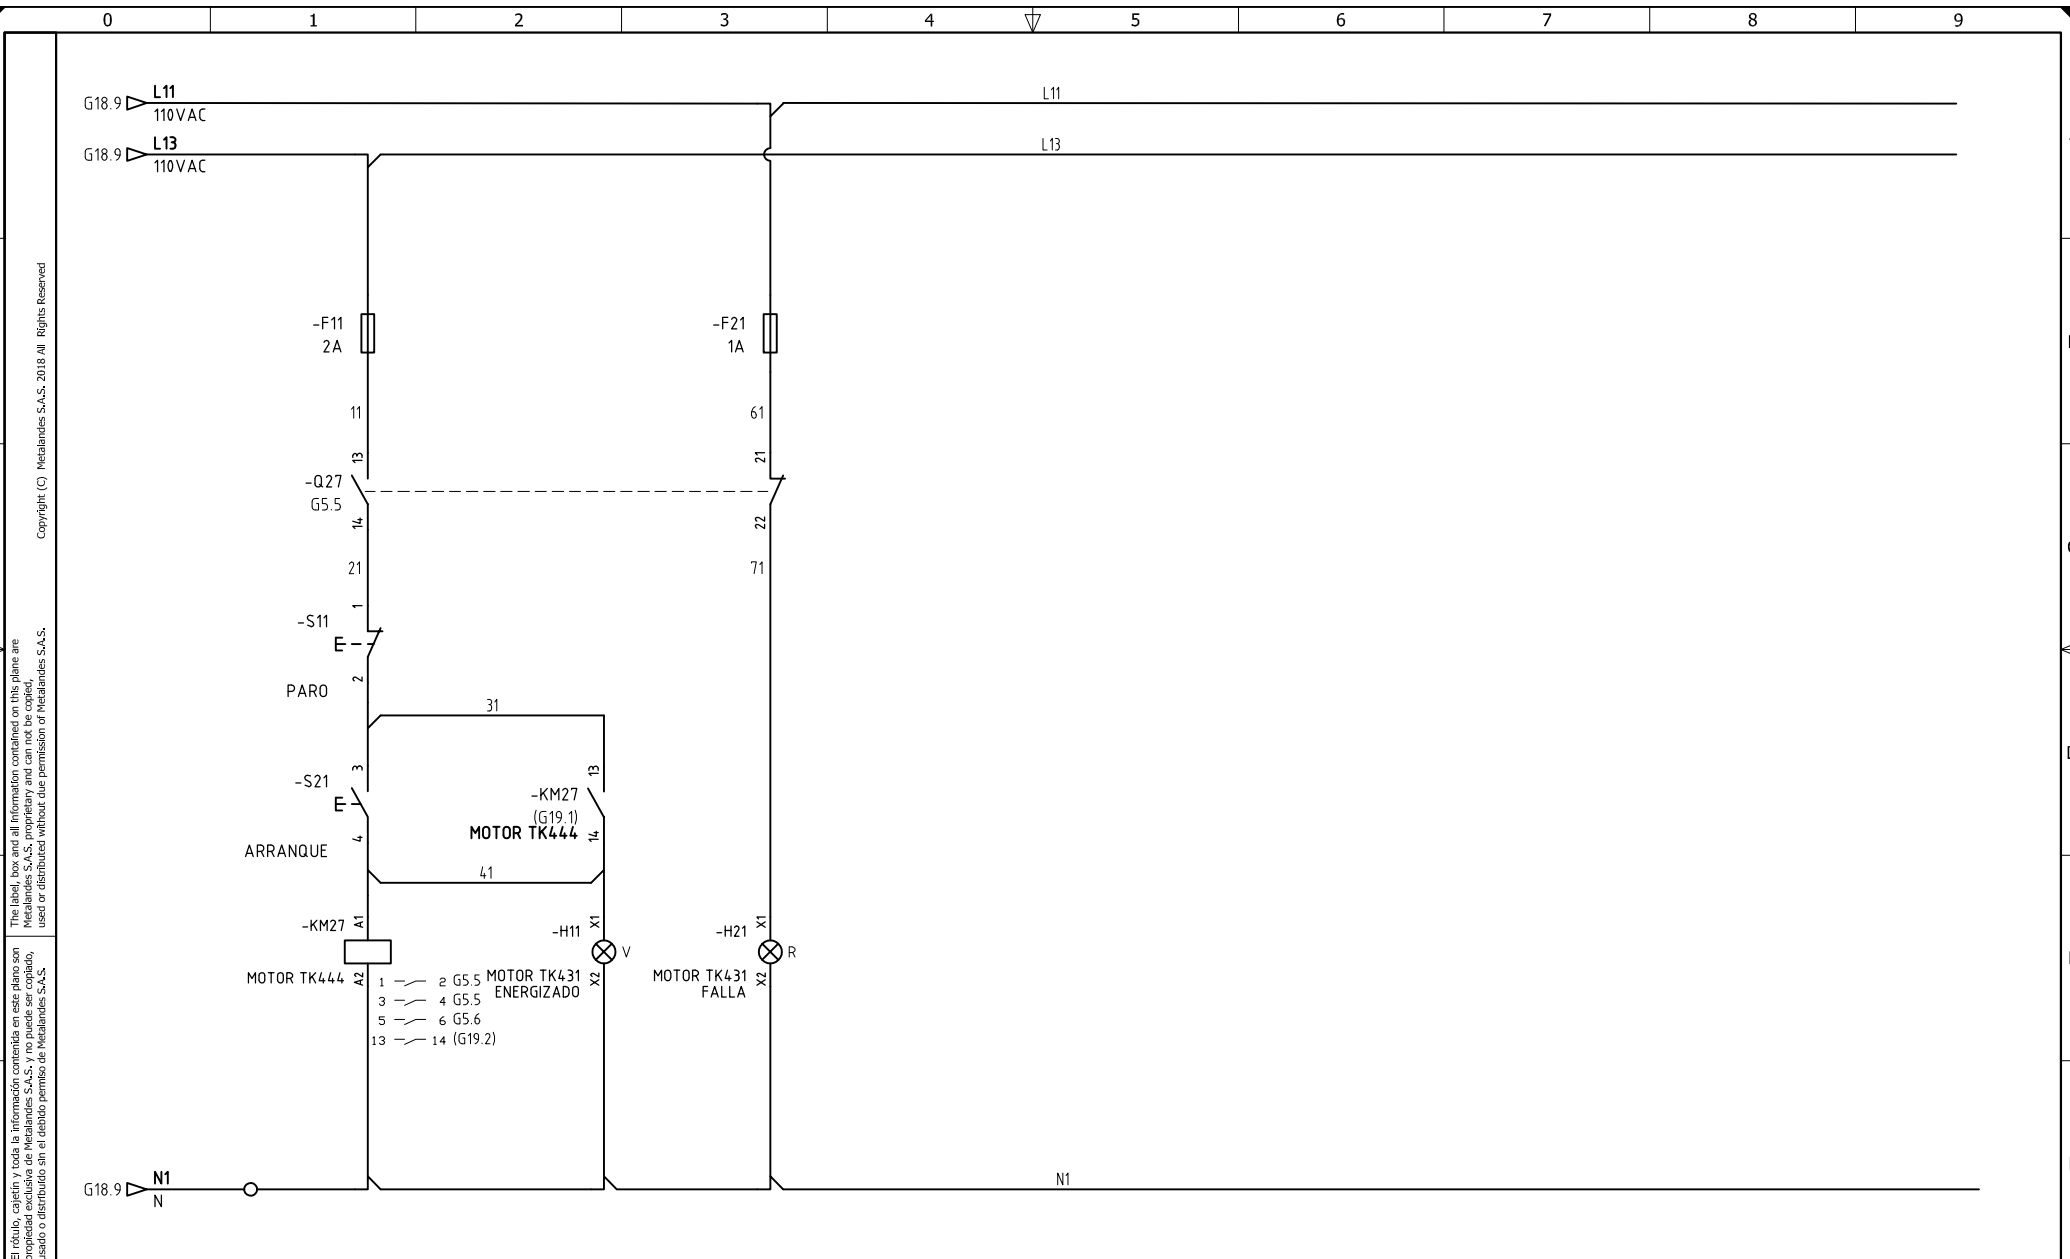 0 1 2 3 4 5 6 7 8 9
G18.9 L11
110VAC
L11
G18.9 L13
110VAC
L13
-F11
2A
-F21
1A
11
61
13
21
-Q27
G5.5
14
22
21
71
1
-S11
E
2
PARO
31
3
13
-S21
E
-KM27
(G19.1)
MOTOR TK444
4
14
ARRANQUE
41
-KM27
A1
-H11
X1
V
-H21
X1
R
MOTOR TK444
A2
1 2 G5.5
3 4 G5.5
5 6 G5.6
13 14 (G19.2)
MOTOR TK431
ENERGIZADO
X2
MOTOR TK431
FALLA
X2
G18.9 N1
N
N1
Copyright (C) Metalandes S.A.S. 2018 All Rights Reserved
The label, box and all information contained on this plane are
Metalandes S.A.S. proprietary and can not be copied,
used or distributed without due permission of Metalandes S.A.S.
El rótulo, cajetín y toda la información contenida en este plano son
propiedad exclusiva de Metalandes S.A.S. y no puede ser copiado,
usado o distribuido sin el debido permiso de Metalandes S.A.S.